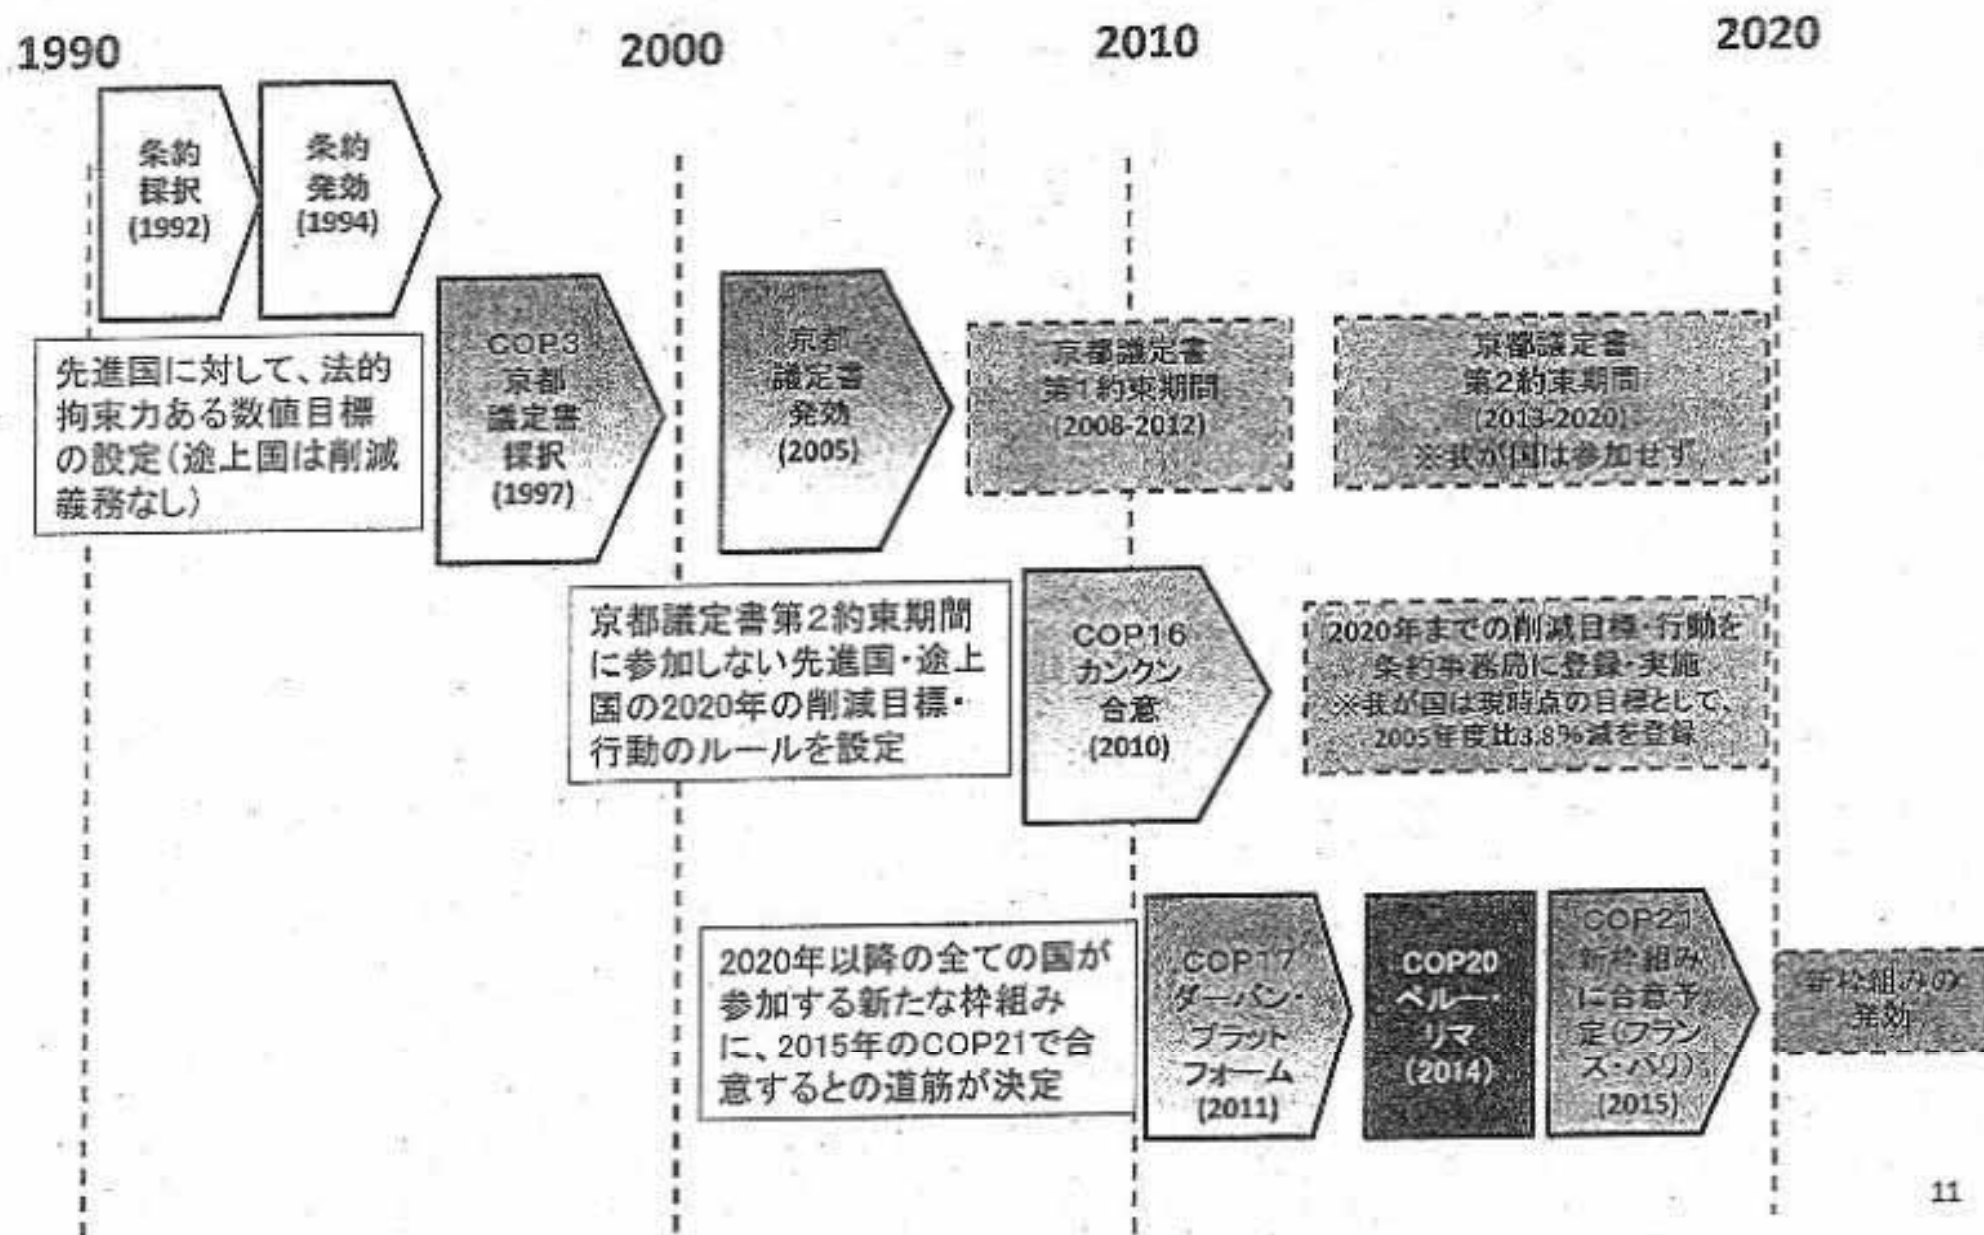 1990
2000
2010
2020
条約
採択
(1992)
条約
発効
(1994)
先進国に対して、法的
拘束力ある数値目標
の設定(途上国は削減
義務なし)
COP3
京都
議定書
採択
(1997)
京都
議定書
発効
(2005)
京都議定書
第1約束期間
(2008-2012)
京都議定書
第2約束期間
(2013-2020)
※我が国は参加せず
京都議定書第2約束期間
に参加しない先進国・途上
国の2020年の削減目標・
行動のルールを設定
COP16
カンクン
合意
(2010)
2020年までの削減目標・行動を
条約事務局に登録・実施
※我が国は現時点の目標として、
2005年度比3.8%減を登録
2020年以降の全ての国が
参加する新たな枠組み
に、2015年のCOP21で合
意するとの道筋が決定
COP17
ダーバン・
プラット
フォーム
(2011)
COP20
ペルー・
リマ
(2014)
COP21
新枠組み
に合意予
定(フラン
ス・パリ)
(2015)
新枠組みの
発効
11